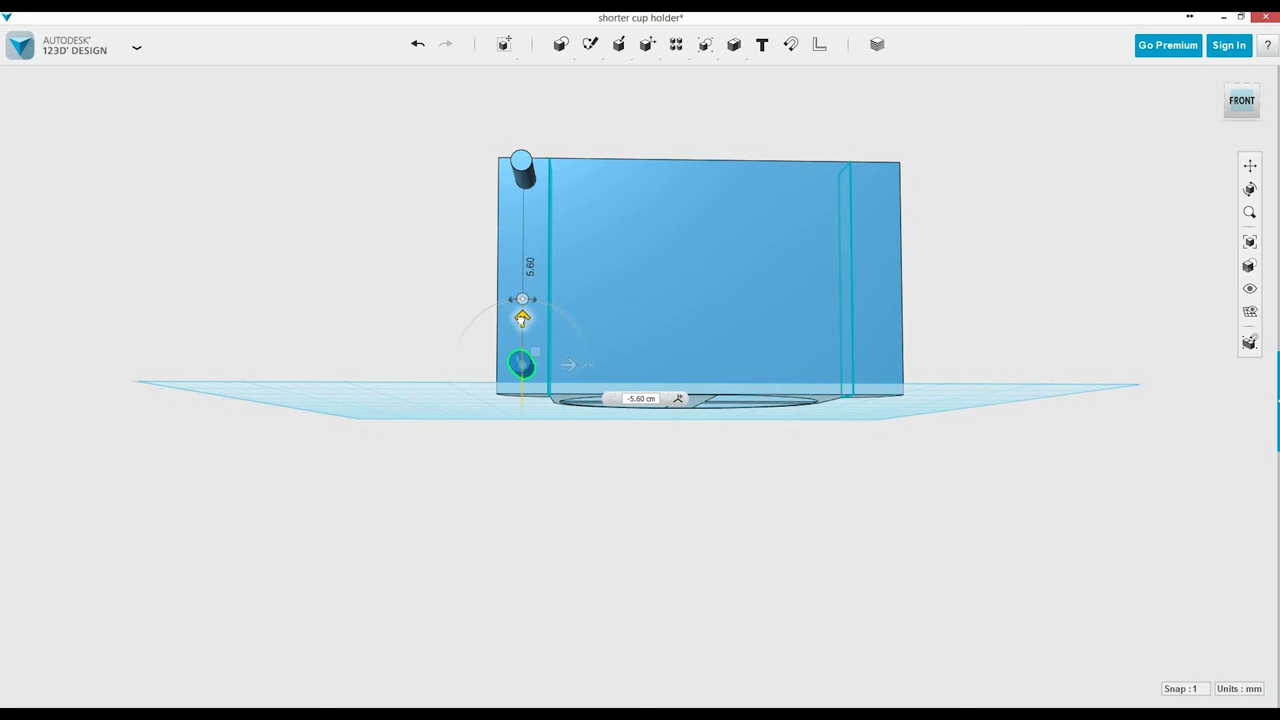 shorter cup holder*
AUTODESK®
123D® DESIGN
Go Premium
Sign In
?
FRONT
5.60
-5.60 cm
Snap : 1
Units : mm